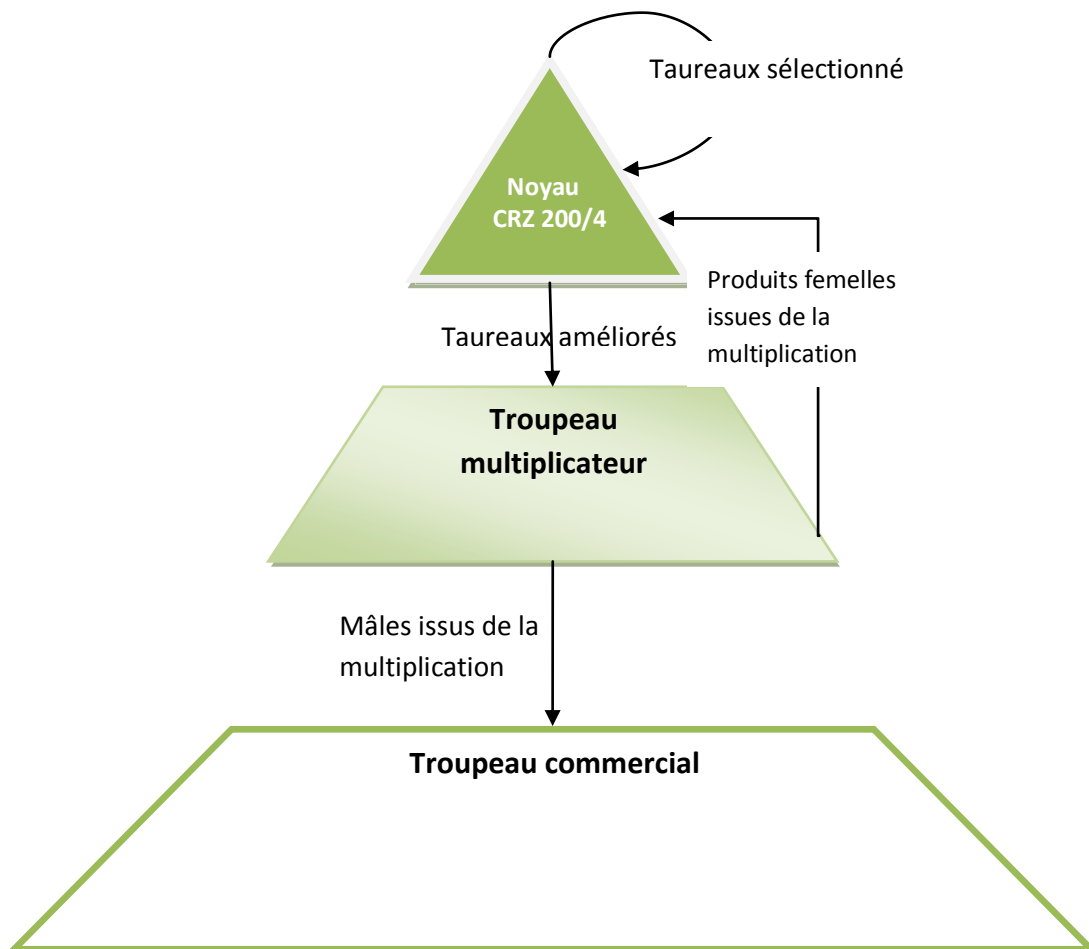 Taureaux sélectionné
Noyau
CRZ 200/4
Produits femelles
issues de la
multiplication
Taureaux améliorés
Troupeau
multiplicateur
Mâles issus de la
multiplication
Troupeau commercial